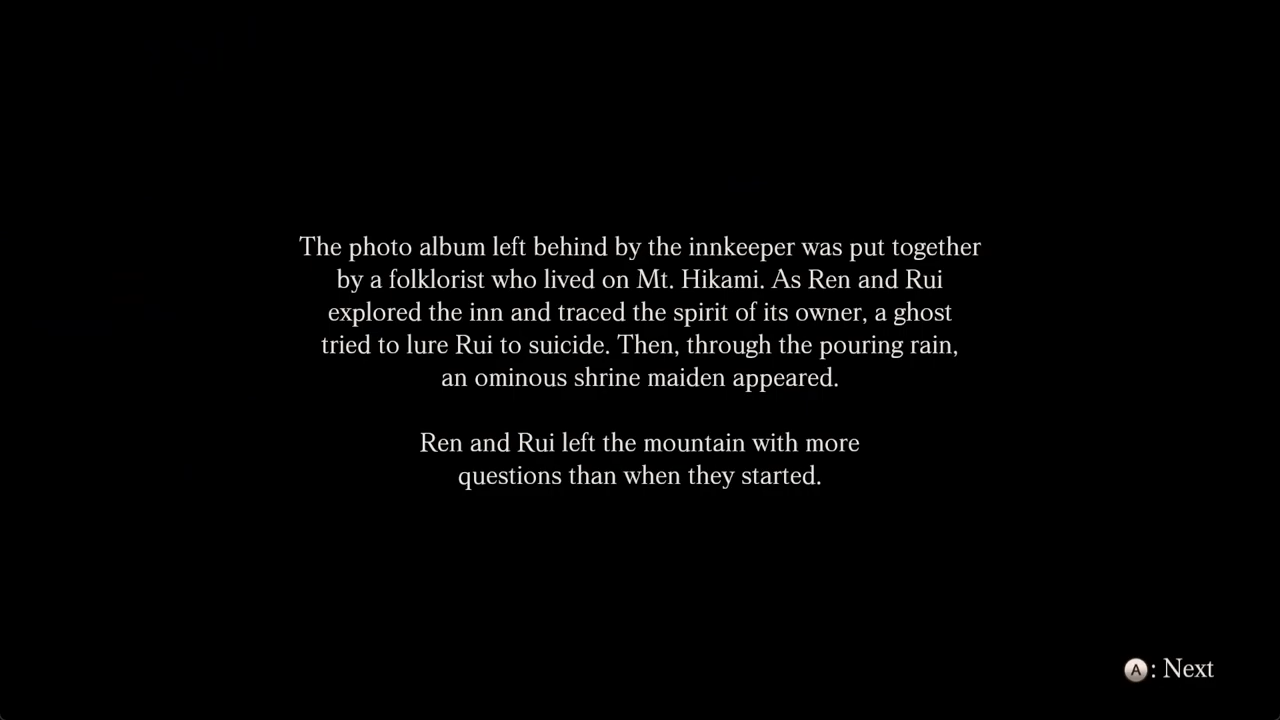 The photo album left behind by the innkeeper was put together
by a folklorist who lived on Mt. Hikami. As Ren and Rui
explored the inn and traced the spirit of its owner, a ghost
tried to lure Rui to suicide. Then, through the pouring rain,
an ominous shrine maiden appeared.
Ren and Rui left the mountain with more
questions than when they started.
A: Next